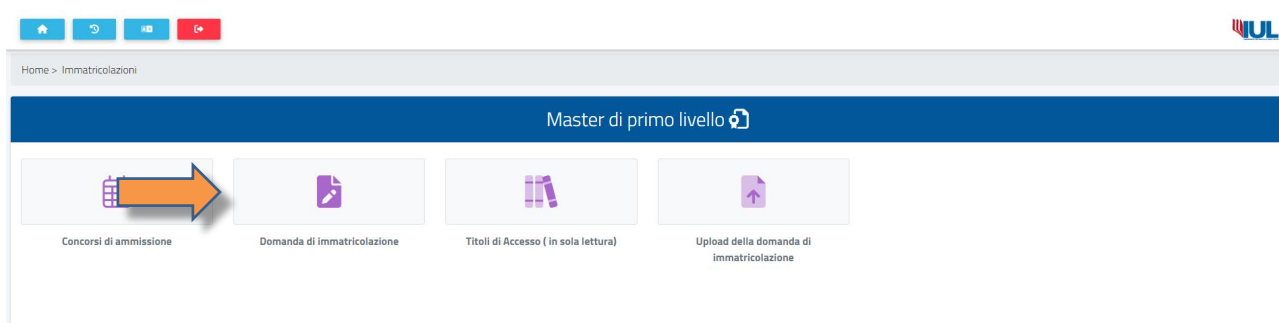 IUL
Home > Immatricolazioni
Master di primo livello
Concorsi di ammissione
Domanda di immatricolazione
Titoli di Accesso ( in sola lettura)
Upload della domanda di
immatricolazione